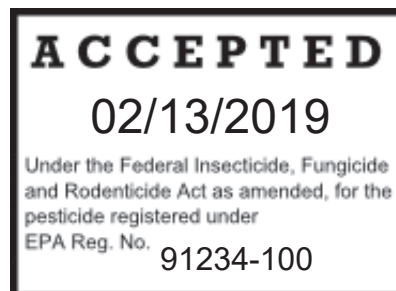 ACCEPTED
02/13/2019
Under the Federal Insecticide, Fungicide
and Rodenticide Act as amended, for the
pesticide registered under
EPA Reg. No. 91234-100